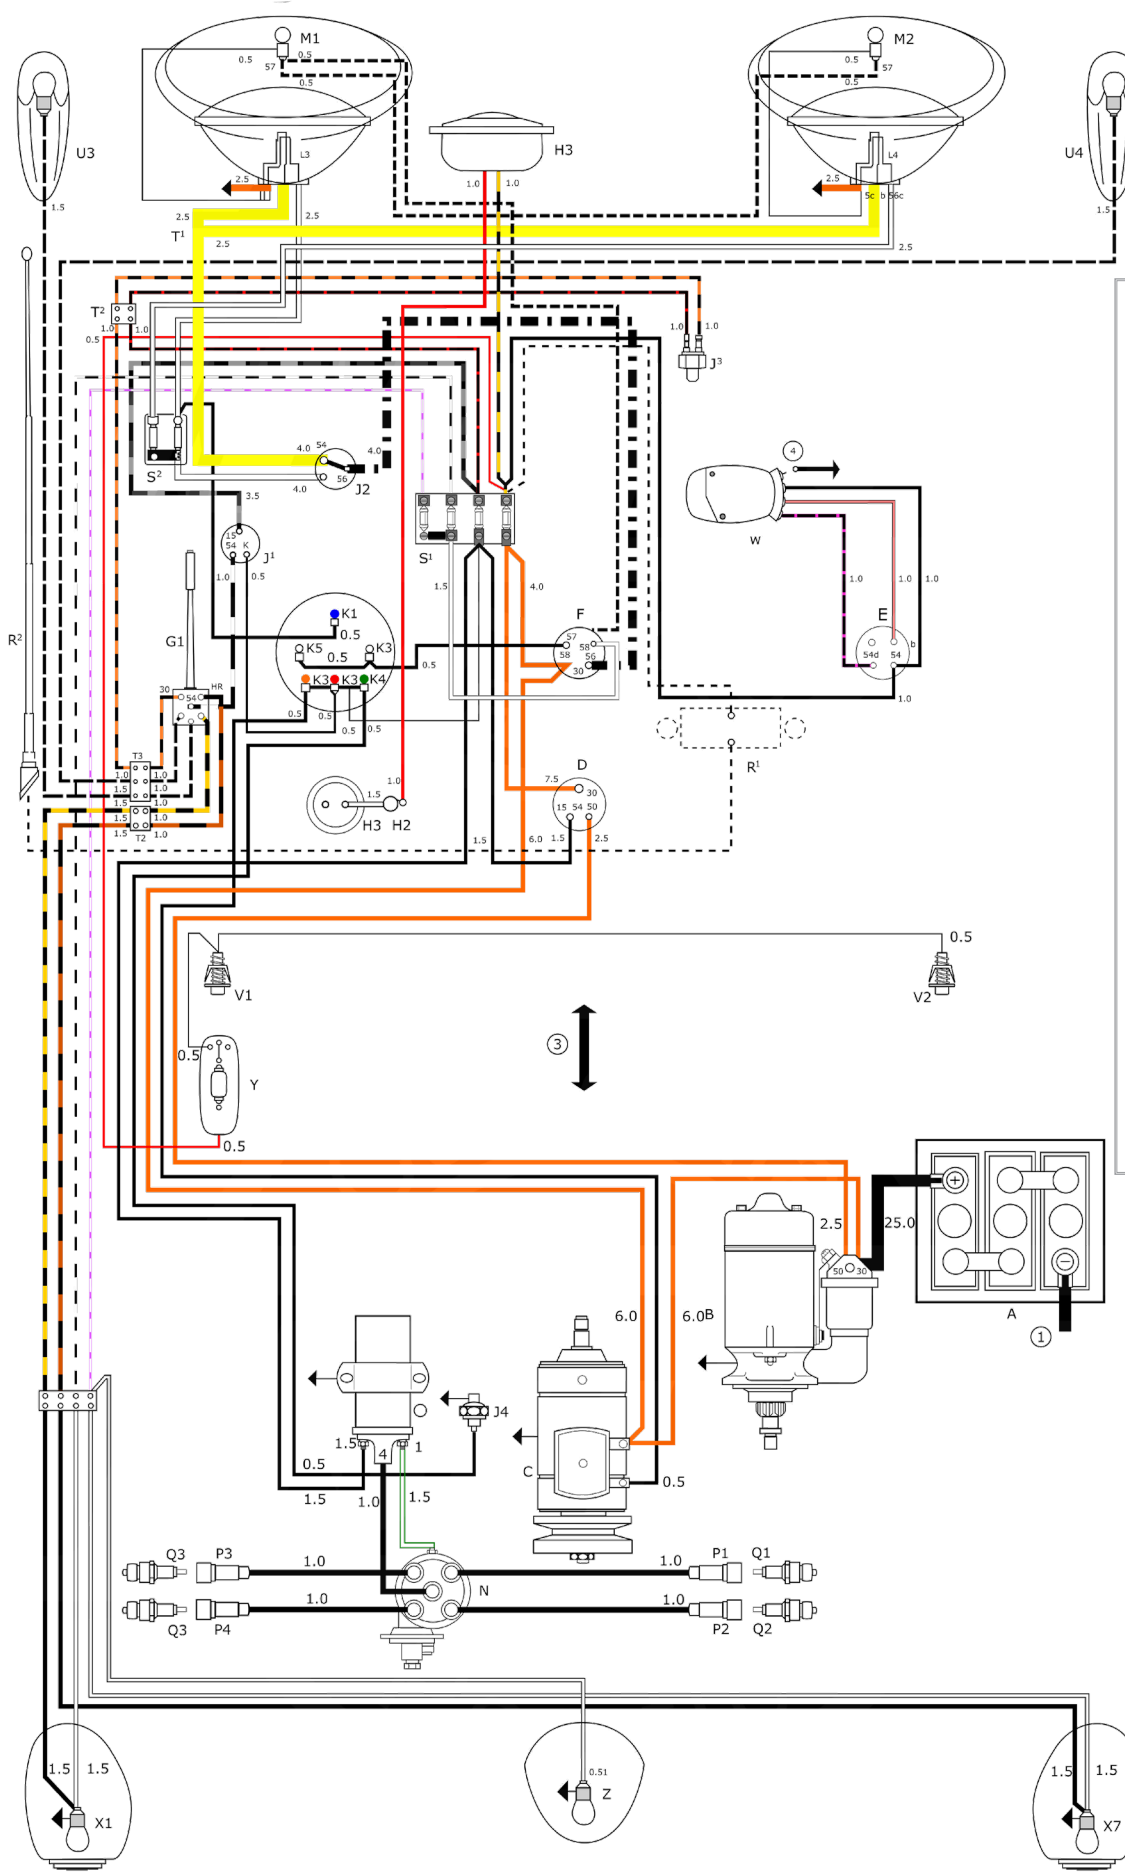 M1
0.5
0.5
57
0.5
M2
0.5
57
0.5
U3
L3
H3
L4
U4
2.5
1.0
1.0
2.5
5c b 56c
1.5
2.5
2.5
1.5
T¹
2.5
2.5
T²
1.0
1.0
0.5
1.0
1.0
J³
4.0
54
4.0
4
S²
4.0
56
J2
3.5
W
15
54
K
J¹
S¹
1.0
0.5
1.5
4.0
1.0
1.0
1.0
R²
G1
K1
0.5
F
E
57
58
58
56
30
b
54d
54
K5
K3
0.5
0.5
K3
K3
K4
30
54
HR
0.5
0.5
0.5
0.5
1.0
T3
1.0
1.0
1.5
1.0
1.5
1.0
1.5
1.0
T2
1.0
1.5
H3
H2
R¹
D
7.5
30
15
54
50
1.5
6.0
1.5
2.5
V1
0.5
V2
0.5
Y
0.5
3
2.5
25.0
50
30
A
1
6.0
6.0
B
J4
1.5
4
1
C
0.5
0.5
1.5
1.0
1.5
Q3
P3
1.0
1.0
P1
Q1
N
Q3
P4
1.0
1.0
P2
Q2
1.5
1.5
X1
0.51
Z
1.5
1.5
X7